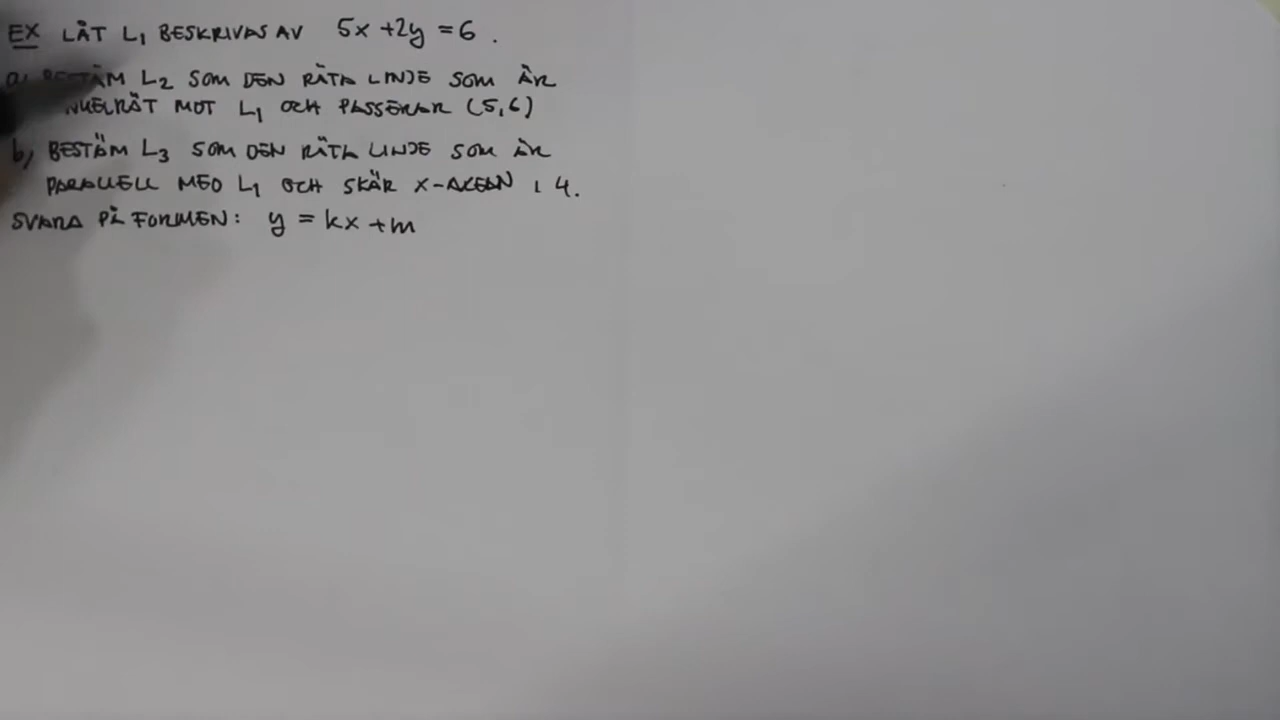 EX LÅT L₁ BESKRIVAS AV 5x + 2y = 6.
a) BESTÄM L₂ SOM DEN RÄTA LINJE SOM ÄR
VINKELRÄT MOT L₁ OCH PASSERAR (5,6)
b) BESTÄM L₃ SOM DEN RÄTA LINJE SOM ÄR
PARALLELL MED L₁ OCH SKÄR X-AXELN I 4.
SVARA PÅ FORMEN: y = kx + m